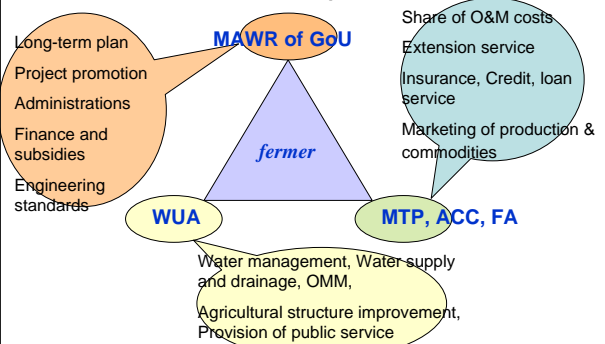 MAWR of GoU
Long-term plan
Project promotion
Administrations
Finance and
subsidies
Engineering
standards
Share of O&M costs
Extension service
Insurance, Credit, loan
service
Marketing of production &
commodities
fermer
WUA
MTP, ACC, FA
Water management, Water supply
and drainage, OMM,
Agricultural structure improvement,
Provision of public service